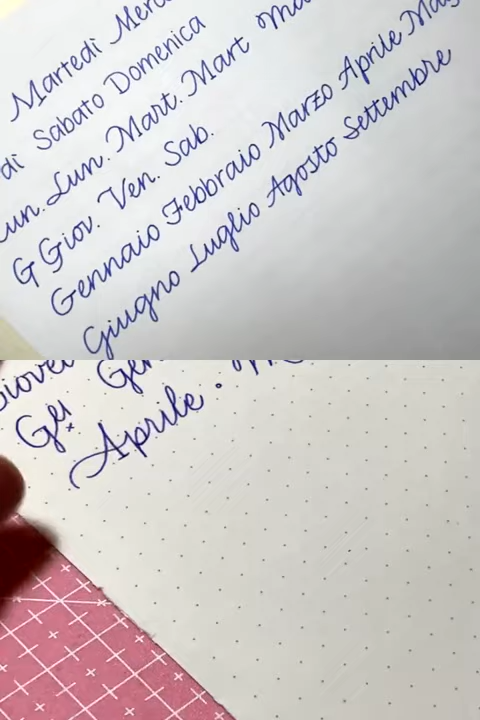 Martedì
di Sabato Domenica
Lun. Mart. Mart
G Giov. Ven. Sab.
Gennaio Febbraio Marzo Aprile
Giugno Luglio Agosto Settembre
Aprile .